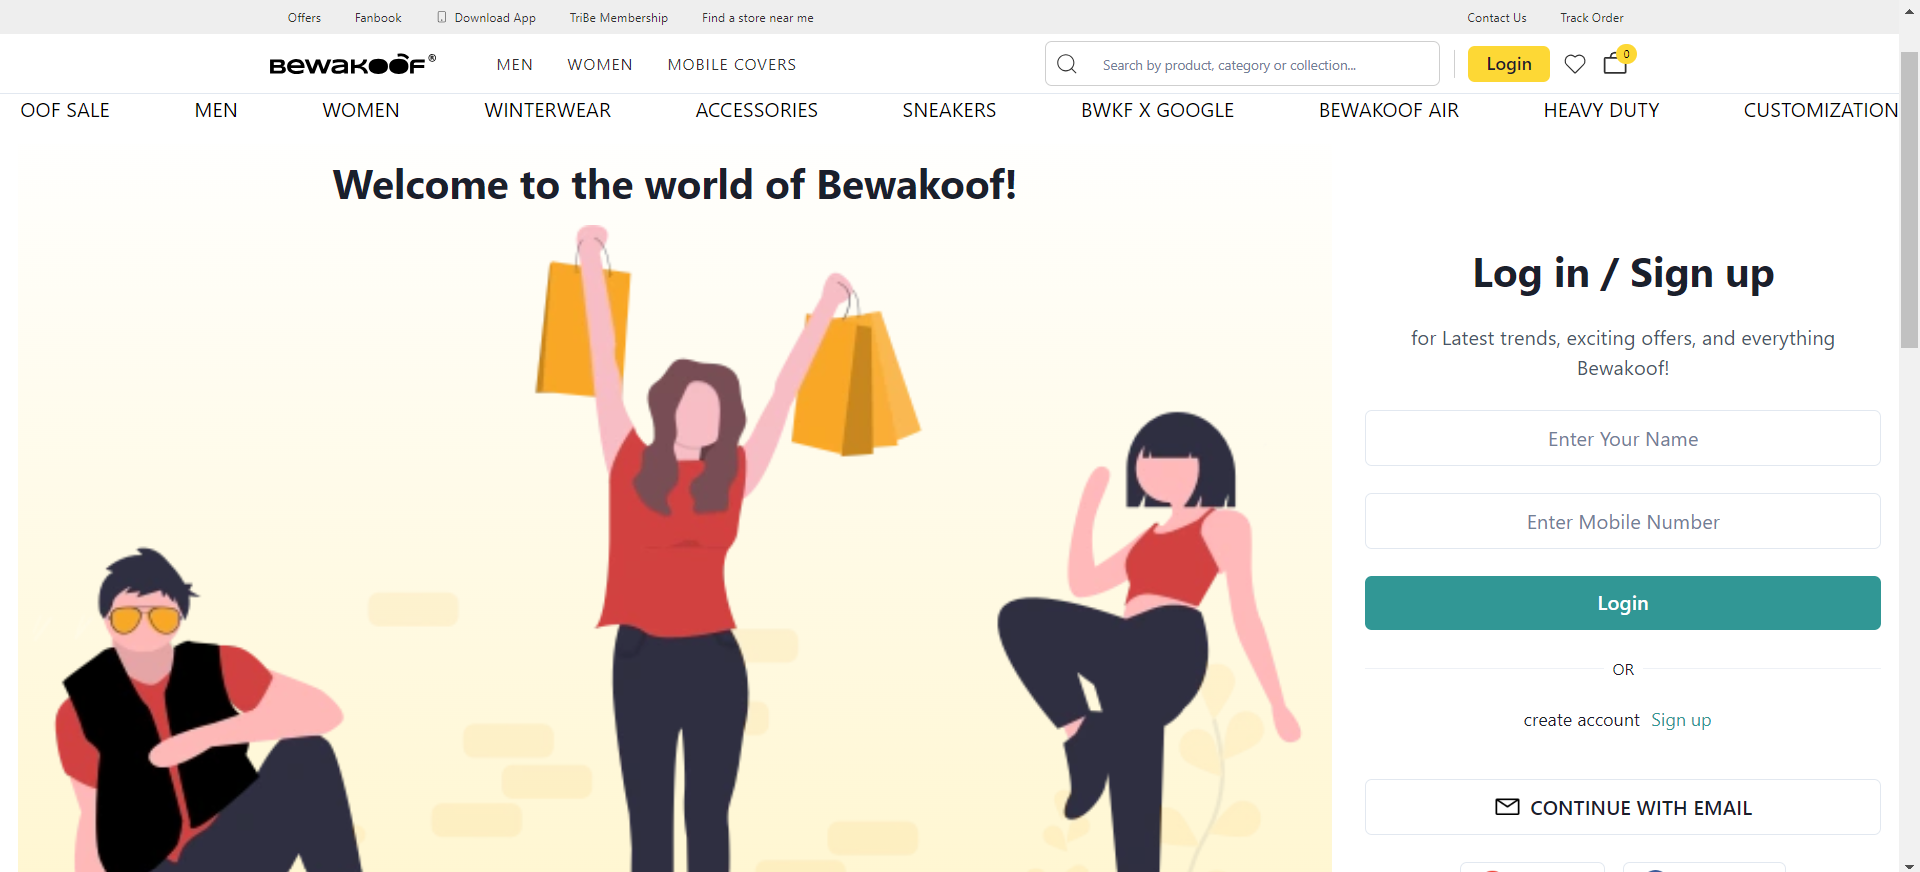 Offers Fanbook Download App TriBe Membership Find a store near me Contact Us Track Order
BEWAKOOF® MEN WOMEN MOBILE COVERS Search by product, category or collection... Login 0
OOF SALE MEN WOMEN WINTERWEAR ACCESSORIES SNEAKERS BWKF X GOOGLE BEWAKOOF AIR HEAVY DUTY CUSTOMIZATION
Welcome to the world of Bewakoof!
Log in / Sign up
for Latest trends, exciting offers, and everything
Bewakoof!
Enter Your Name
Enter Mobile Number
Login
OR
create account Sign up
CONTINUE WITH EMAIL